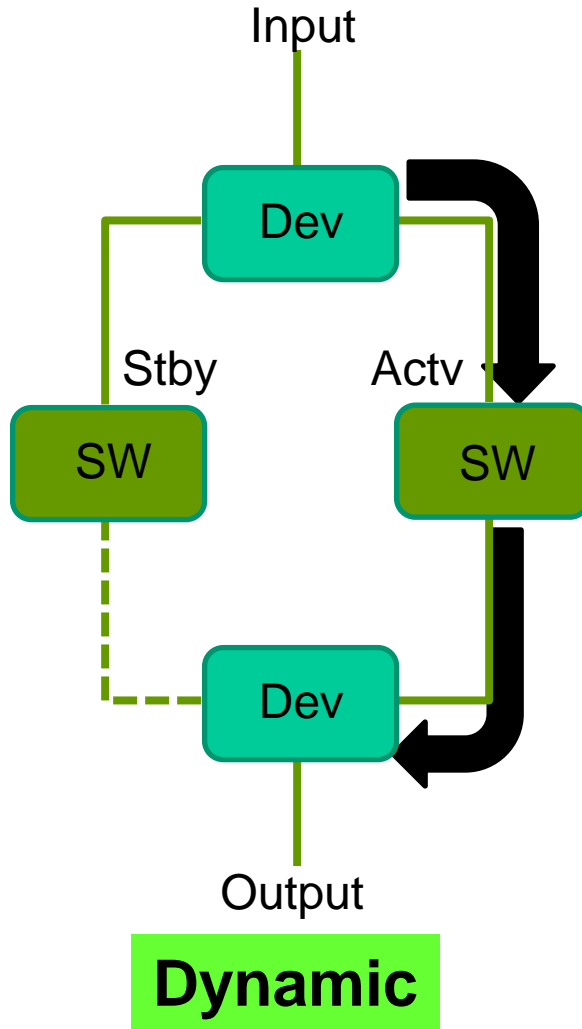 Input
Dev
Stby
Actv
SW
SW
Dev
Output
Dynamic